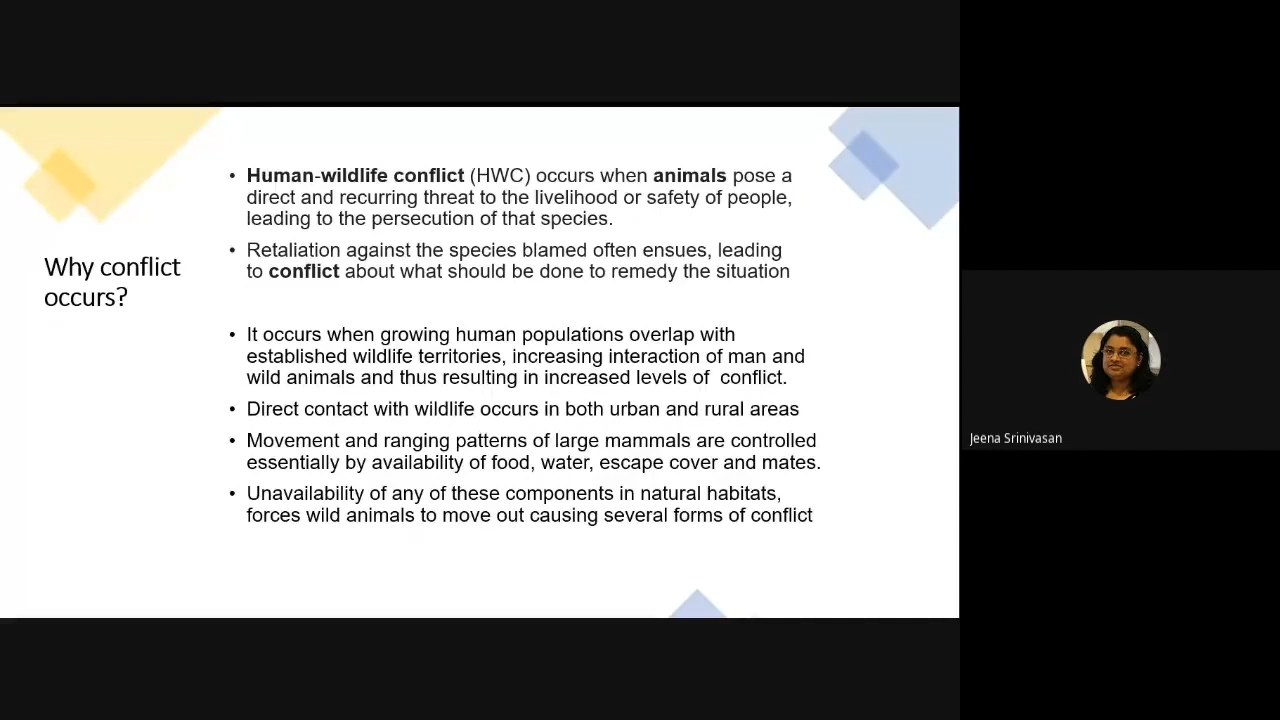 Why conflict
occurs?
• Human-wildlife conflict (HWC) occurs when animals pose a
direct and recurring threat to the livelihood or safety of people,
leading to the persecution of that species.
• Retaliation against the species blamed often ensues, leading
to conflict about what should be done to remedy the situation
• It occurs when growing human populations overlap with
established wildlife territories, increasing interaction of man and
wild animals and thus resulting in increased levels of  conflict.
• Direct contact with wildlife occurs in both urban and rural areas
• Movement and ranging patterns of large mammals are controlled
essentially by availability of food, water, escape cover and mates.
• Unavailability of any of these components in natural habitats,
forces wild animals to move out causing several forms of conflict
Jeena Srinivasan